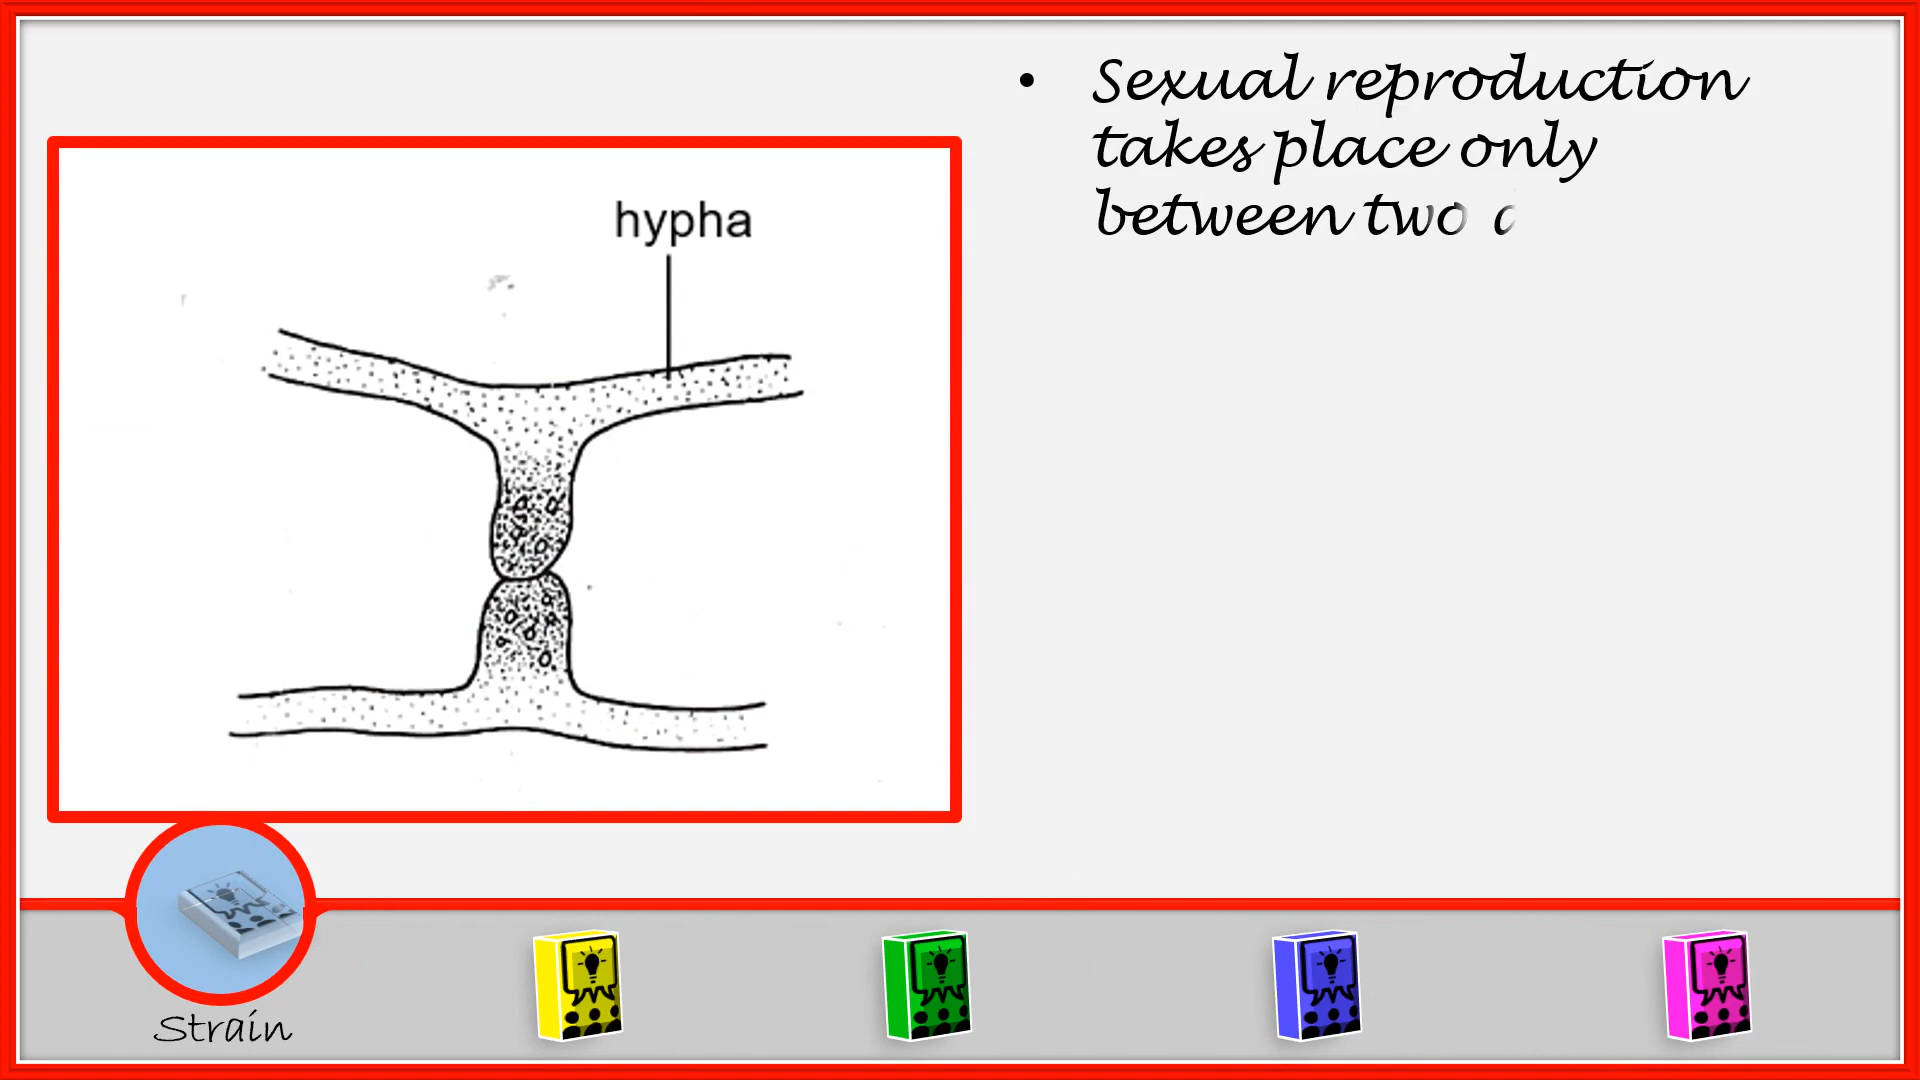 hypha
• Sexual reproduction
takes place only
between two
Strain